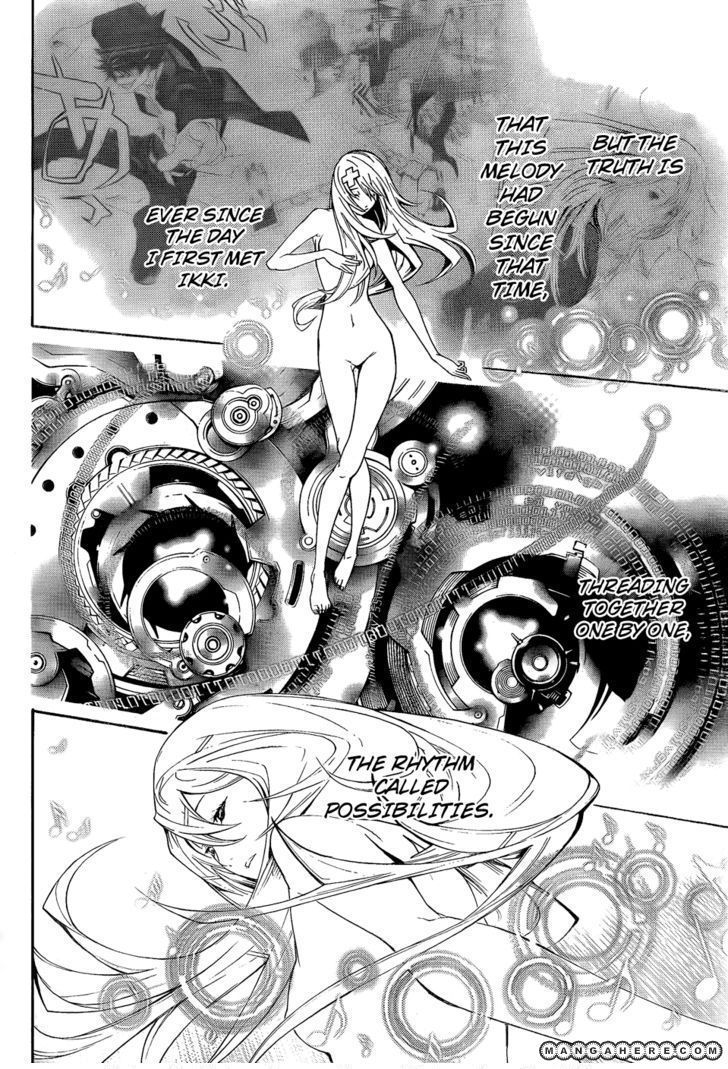 BUT THE
TRUTH IS
THAT
THIS
MELODY
HAD
BEGUN
SINCE
THAT
TIME,
EVER SINCE
THE DAY
I FIRST MET
IKKI.
THREADING
TOGETHER
ONE BY ONE,
THE RHYTHM
CALLED
POSSIBILITIES.
MANGAHERE.COM